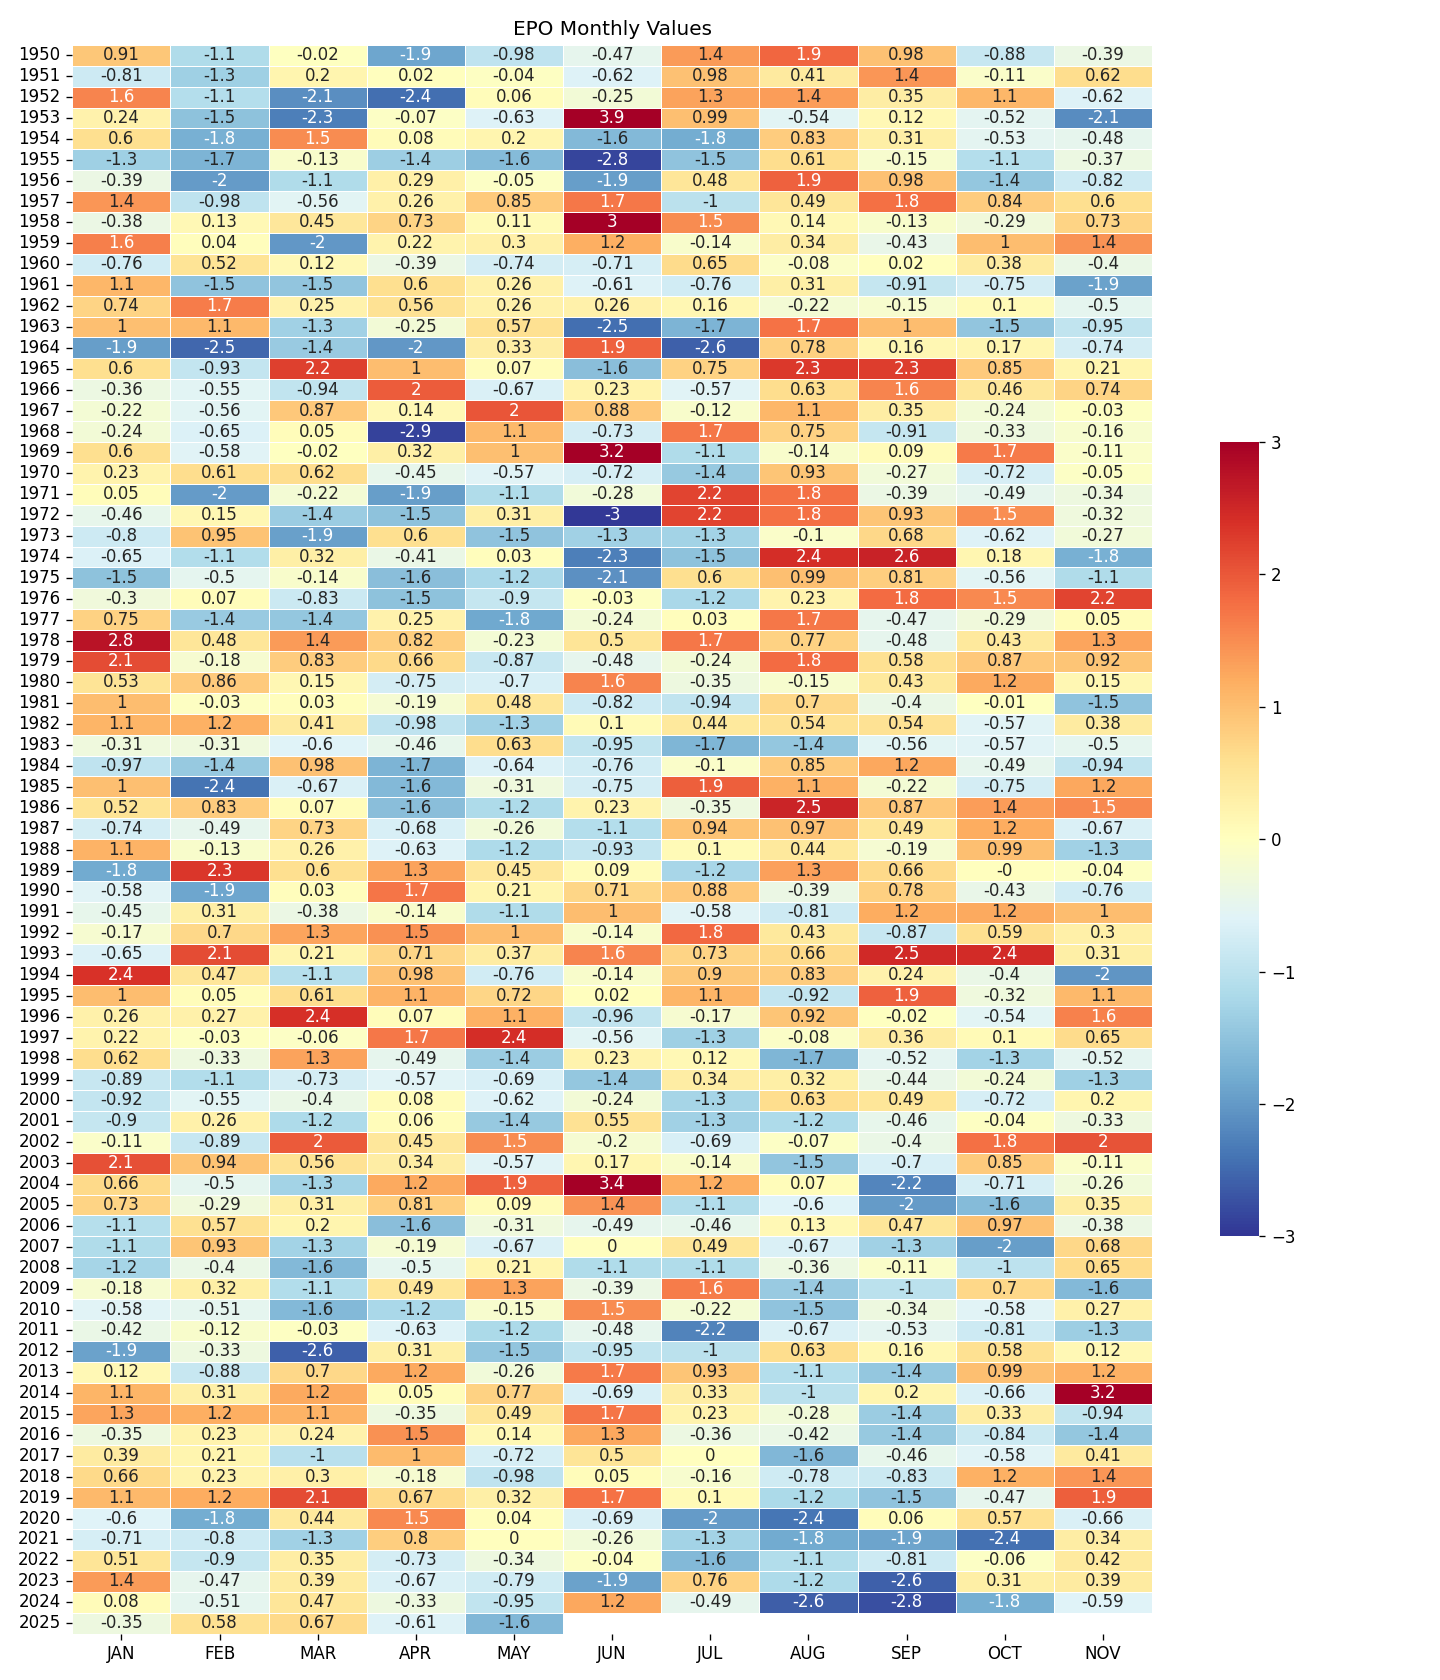 EPO Monthly Values
1950 0.91 -1.1 -0.02 -1.9 -0.98 -0.47 1.4 1.9 0.98 -0.88 -0.39
1951 -0.81 -1.3 0.2 0.02 -0.04 -0.62 0.98 0.41 1.4 -0.11 0.62
1952 1.6 -1.1 -2.1 -2.4 0.06 -0.25 1.3 1.4 0.35 1.1 -0.62
1953 0.24 -1.5 -2.3 -0.07 -0.63 3.9 0.99 -0.54 0.12 -0.52 -2.1
1954 0.6 -1.8 1.5 0.08 0.2 -1.6 -1.8 0.83 0.31 -0.53 -0.48
1955 -1.3 -1.7 -0.13 -1.4 -1.6 -2.8 -1.5 0.61 -0.15 -1.1 -0.37
1956 -0.39 -2 -1.1 0.29 -0.05 -1.9 0.48 1.9 0.98 -1.4 -0.82
1957 1.4 -0.98 -0.56 0.26 0.85 1.7 -1 0.49 1.8 0.84 0.6
1958 -0.38 0.13 0.45 0.73 0.11 3 1.5 0.14 -0.13 -0.29 0.73
1959 1.6 0.04 -2 0.22 0.3 1.2 -0.14 0.34 -0.43 1 1.4
1960 -0.76 0.52 0.12 -0.39 -0.74 -0.71 0.65 -0.08 0.02 0.38 -0.4
1961 1.1 -1.5 -1.5 0.6 0.26 -0.61 -0.76 0.31 -0.91 -0.75 -1.9
1962 0.74 1.7 0.25 0.56 0.26 0.26 0.16 -0.22 -0.15 0.1 -0.5
1963 1 1.1 -1.3 -0.25 0.57 -2.5 -1.7 1.7 1 -1.5 -0.95
1964 -1.9 -2.5 -1.4 -2 0.33 1.9 -2.6 0.78 0.16 0.17 -0.74
1965 0.6 -0.93 2.2 1 0.07 -1.6 0.75 2.3 2.3 0.85 0.21
1966 -0.36 -0.55 -0.94 2 -0.67 0.23 -0.57 0.63 1.6 0.46 0.74
1967 -0.22 -0.56 0.87 0.14 2 0.88 -0.12 1.1 0.35 -0.24 -0.03
1968 -0.24 -0.65 0.05 -2.9 1.1 -0.73 1.7 0.75 -0.91 -0.33 -0.16
1969 0.6 -0.58 -0.02 0.32 1 3.2 -1.1 -0.14 0.09 1.7 -0.11
1970 0.23 0.61 0.62 -0.45 -0.57 -0.72 -1.4 0.93 -0.27 -0.72 -0.05
1971 0.05 -2 -0.22 -1.9 -1.1 -0.28 2.2 1.8 -0.39 -0.49 -0.34
1972 -0.46 0.15 -1.4 -1.5 0.31 -3 2.2 1.8 0.93 1.5 -0.32
1973 -0.8 0.95 -1.9 0.6 -1.5 -1.3 -1.3 -0.1 0.68 -0.62 -0.27
1974 -0.65 -1.1 0.32 -0.41 0.03 -2.3 -1.5 2.4 2.6 0.18 -1.8
1975 -1.5 -0.5 -0.14 -1.6 -1.2 -2.1 0.6 0.99 0.81 -0.56 -1.1
1976 -0.3 0.07 -0.83 -1.5 -0.9 -0.03 -1.2 0.23 1.8 1.5 2.2
1977 0.75 -1.4 -1.4 0.25 -1.8 -0.24 0.03 1.7 -0.47 -0.29 0.05
1978 2.8 0.48 1.4 0.82 -0.23 0.5 1.7 0.77 -0.48 0.43 1.3
1979 2.1 -0.18 0.83 0.66 -0.87 -0.48 -0.24 1.8 0.58 0.87 0.92
1980 0.53 0.86 0.15 -0.75 -0.7 1.6 -0.35 -0.15 0.43 1.2 0.15
1981 1 -0.03 0.03 -0.19 0.48 -0.82 -0.94 0.7 -0.4 -0.01 -1.5
1982 1.1 1.2 0.41 -0.98 -1.3 0.1 0.44 0.54 0.54 -0.57 0.38
1983 -0.31 -0.31 -0.6 -0.46 0.63 -0.95 -1.7 -1.4 -0.56 -0.57 -0.5
1984 -0.97 -1.4 0.98 -1.7 -0.64 -0.76 -0.1 0.85 1.2 -0.49 -0.94
1985 1 -2.4 -0.67 -1.6 -0.31 -0.75 1.9 1.1 -0.22 -0.75 1.2
1986 0.52 0.83 0.07 -1.6 -1.2 0.23 -0.35 2.5 0.87 1.4 1.5
1987 -0.74 -0.49 0.73 -0.68 -0.26 -1.1 0.94 0.97 0.49 1.2 -0.67
1988 1.1 -0.13 0.26 -0.63 -1.2 -0.93 0.1 0.44 -0.19 0.99 -1.3
1989 -1.8 2.3 0.6 1.3 0.45 0.09 -1.2 1.3 0.66 -0 -0.04
1990 -0.58 -1.9 0.03 1.7 0.21 0.71 0.88 -0.39 0.78 -0.43 -0.76
1991 -0.45 0.31 -0.38 -0.14 -1.1 1 -0.58 -0.81 1.2 1.2 1
1992 -0.17 0.7 1.3 1.5 1 -0.14 1.8 0.43 -0.87 0.59 0.3
1993 -0.65 2.1 0.21 0.71 0.37 1.6 0.73 0.66 2.5 2.4 0.31
1994 2.4 0.47 -1.1 0.98 -0.76 -0.14 0.9 0.83 0.24 -0.4 -2
1995 1 0.05 0.61 1.1 0.72 0.02 1.1 -0.92 1.9 -0.32 1.1
1996 0.26 0.27 2.4 0.07 1.1 -0.96 -0.17 0.92 -0.02 -0.54 1.6
1997 0.22 -0.03 -0.06 1.7 2.4 -0.56 -1.3 -0.08 0.36 0.1 0.65
1998 0.62 -0.33 1.3 -0.49 -1.4 0.23 0.12 -1.7 -0.52 -1.3 -0.52
1999 -0.89 -1.1 -0.73 -0.57 -0.69 -1.4 0.34 0.32 -0.44 -0.24 -1.3
2000 -0.92 -0.55 -0.4 0.08 -0.62 -0.24 -1.3 0.63 0.49 -0.72 0.2
2001 -0.9 0.26 -1.2 0.06 -1.4 0.55 -1.3 -1.2 -0.46 -0.04 -0.33
2002 -0.11 -0.89 2 0.45 1.5 -0.2 -0.69 -0.07 -0.4 1.8 2
2003 2.1 0.94 0.56 0.34 -0.57 0.17 -0.14 -1.5 -0.7 0.85 -0.11
2004 0.66 -0.5 -1.3 1.2 1.9 3.4 1.2 0.07 -2.2 -0.71 -0.26
2005 0.73 -0.29 0.31 0.81 0.09 1.4 -1.1 -0.6 -2 -1.6 0.35
2006 -1.1 0.57 0.2 -1.6 -0.31 -0.49 -0.46 0.13 0.47 0.97 -0.38
2007 -1.1 0.93 -1.3 -0.19 -0.67 0 0.49 -0.67 -1.3 -2 0.68
2008 -1.2 -0.4 -1.6 -0.5 0.21 -1.1 -1.1 -0.36 -0.11 -1 0.65
2009 -0.18 0.32 -1.1 0.49 1.3 -0.39 1.6 -1.4 -1 0.7 -1.6
2010 -0.58 -0.51 -1.6 -1.2 -0.15 1.5 -0.22 -1.5 -0.34 -0.58 0.27
2011 -0.42 -0.12 -0.03 -0.63 -1.2 -0.48 -2.2 -0.67 -0.53 -0.81 -1.3
2012 -1.9 -0.33 -2.6 0.31 -1.5 -0.95 -1 0.63 0.16 0.58 0.12
2013 0.12 -0.88 0.7 1.2 -0.26 1.7 0.93 -1.1 -1.4 0.99 1.2
2014 1.1 0.31 1.2 0.05 0.77 -0.69 0.33 -1 0.2 -0.66 3.2
2015 1.3 1.2 1.1 -0.35 0.49 1.7 0.23 -0.28 -1.4 0.33 -0.94
2016 -0.35 0.23 0.24 1.5 0.14 1.3 -0.36 -0.42 -1.4 -0.84 -1.4
2017 0.39 0.21 -1 1 -0.72 0.5 0 -1.6 -0.46 -0.58 0.41
2018 0.66 0.23 0.3 -0.18 -0.98 0.05 -0.16 -0.78 -0.83 1.2 1.4
2019 1.1 1.2 2.1 0.67 0.32 1.7 0.1 -1.2 -1.5 -0.47 1.9
2020 -0.6 -1.8 0.44 1.5 0.04 -0.69 -2 -2.4 0.06 0.57 -0.66
2021 -0.71 -0.8 -1.3 0.8 0 -0.26 -1.3 -1.8 -1.9 -2.4 0.34
2022 0.51 -0.9 0.35 -0.73 -0.34 -0.04 -1.6 -1.1 -0.81 -0.06 0.42
2023 1.4 -0.47 0.39 -0.67 -0.79 -1.9 0.76 -1.2 -2.6 0.31 0.39
2024 0.08 -0.51 0.47 -0.33 -0.95 1.2 -0.49 -2.6 -2.8 -1.8 -0.59
2025 -0.35 0.58 0.67 -0.61 -1.6
JAN FEB MAR APR MAY JUN JUL AUG SEP OCT NOV
3
2
1
0
−1
−2
−3